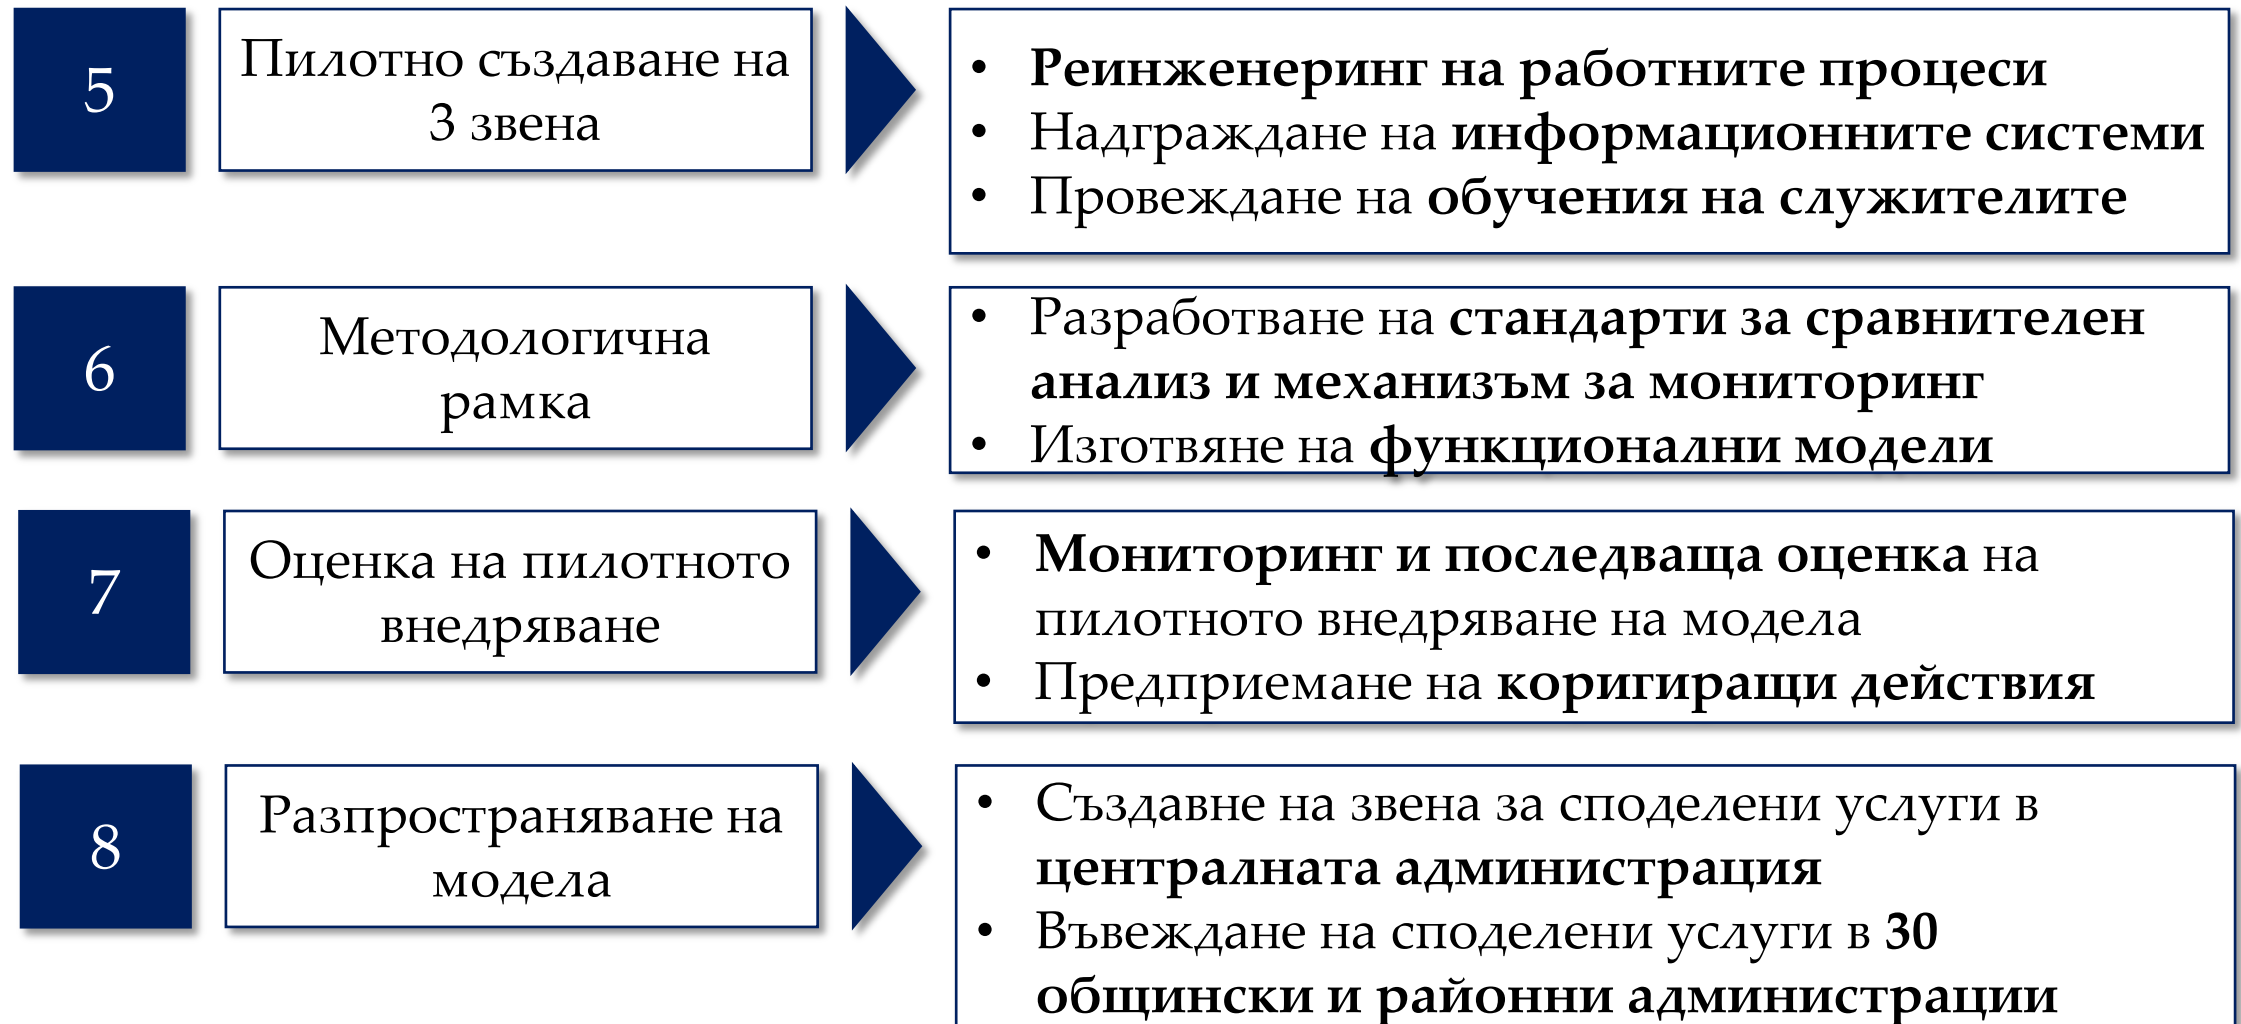 5
Пилотно създаване на
3 звена
• Реинженеринг на работните процеси
• Надграждане на информационните системи
• Провеждане на обучения на служителите
6
Методологична
рамка
• Разработване на стандарти за сравнителен
анализ и механизъм за мониторинг
• Изготвяне на функционални модели
7
Оценка на пилотното
внедряване
• Мониторинг и последваща оценка на
пилотното внедряване на модела
• Предприемане на коригиращи действия
8
Разпространяване на
модела
• Създавне на звена за споделени услуги в
централната администрация
• Въвеждане на споделени услуги в 30
общински и районни администрации